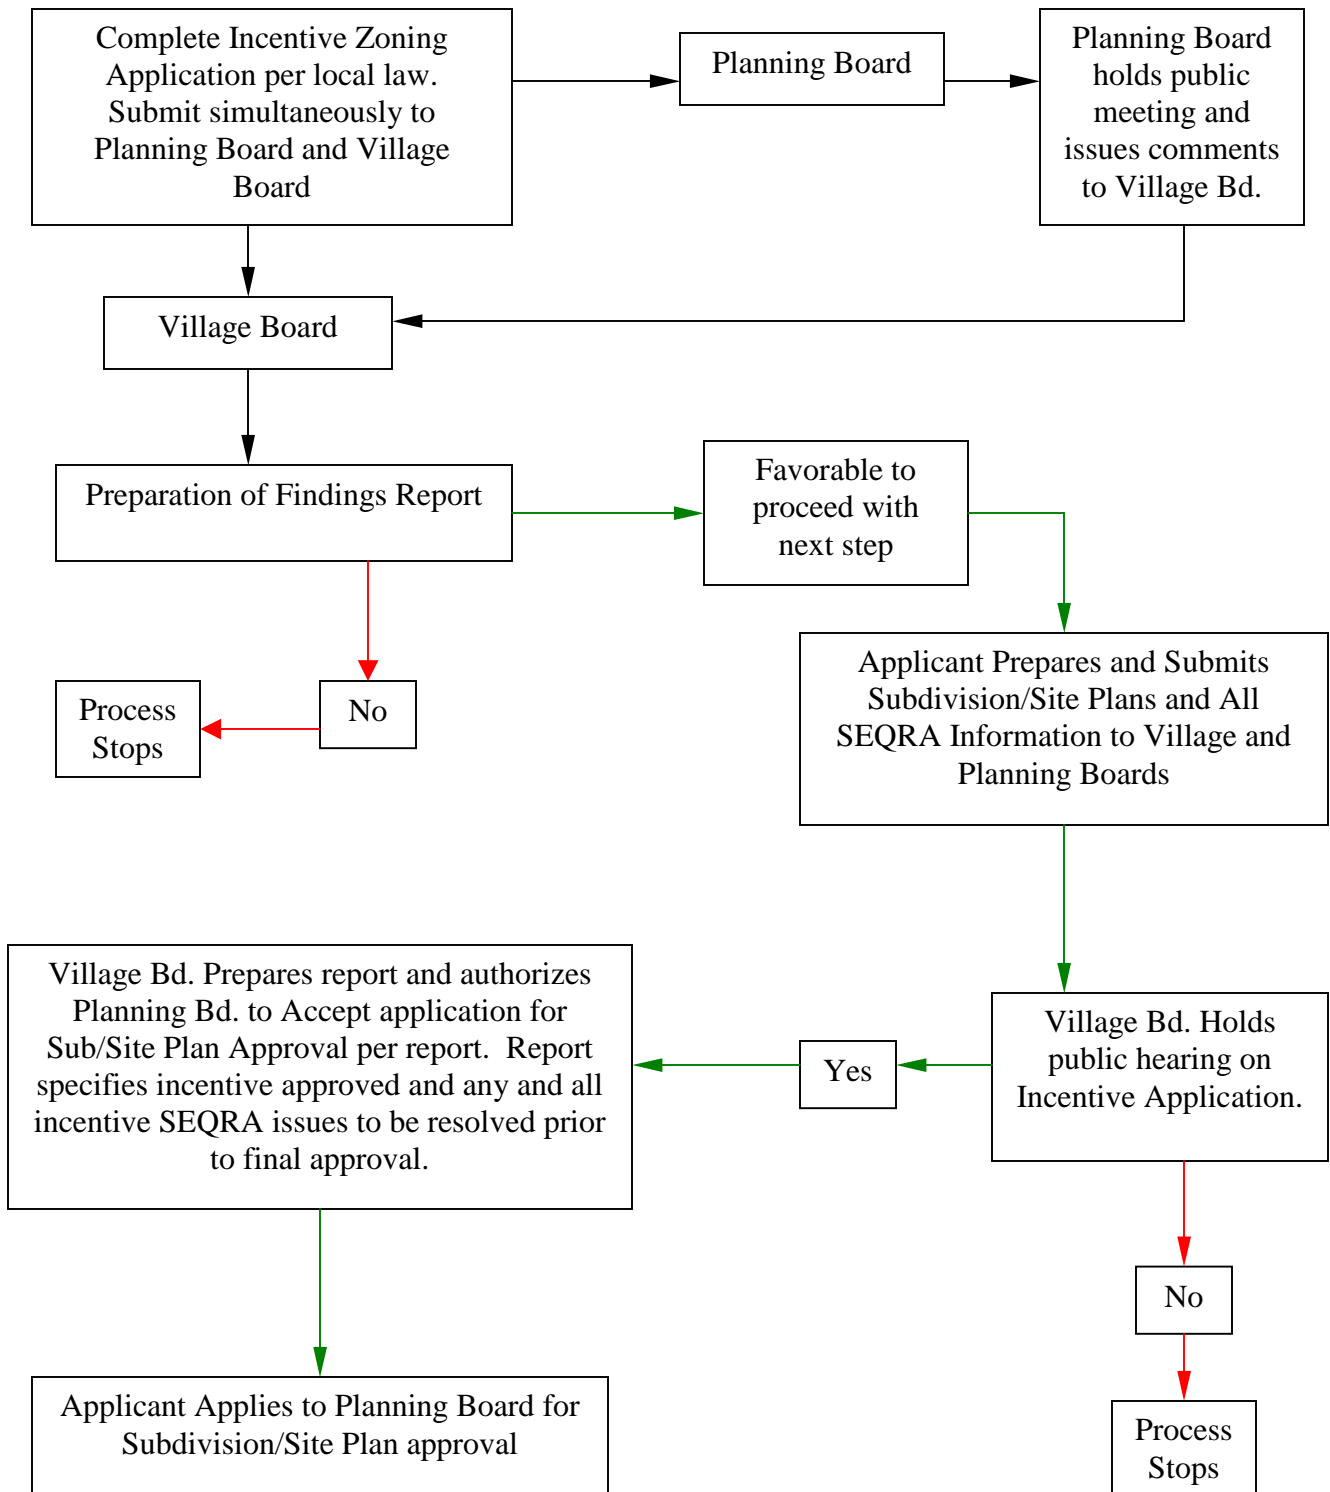 Complete Incentive Zoning
Application per local law.
Submit simultaneously to
Planning Board and Village
Board
Planning Board
Planning Board
holds public
meeting and
issues comments
to Village Bd.
Village Board
Preparation of Findings Report
Favorable to
proceed with
next step
Process
Stops
No
Applicant Prepares and Submits
Subdivision/Site Plans and All
SEQRA Information to Village and
Planning Boards
Village Bd. Prepares report and authorizes
Planning Bd. to Accept application for
Sub/Site Plan Approval per report.  Report
specifies incentive approved and any and all
incentive SEQRA issues to be resolved prior
to final approval.
Yes
Village Bd. Holds
public hearing on
Incentive Application.
No
Applicant Applies to Planning Board for
Subdivision/Site Plan approval
Process
Stops